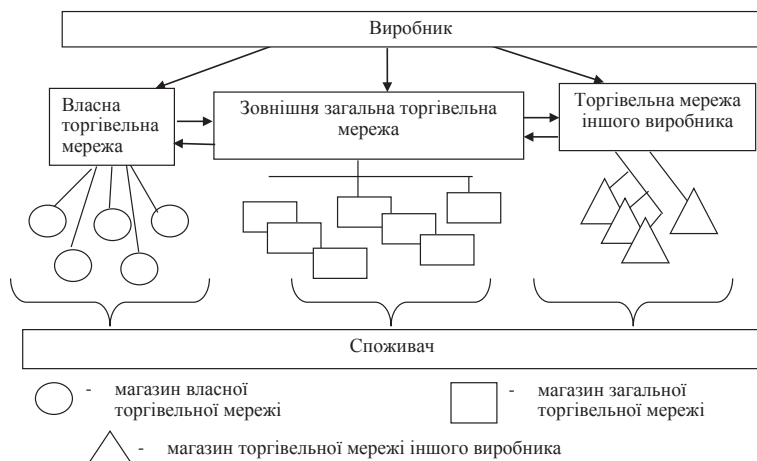 Виробник
Власна
торгівельна
мережа
Зовнішня загальна торгівельна
мережа
Торгівельна мережа
іншого виробника
Споживач
- магазин власної
торгівельної мережі
- магазин загальної
торгівельної мережі
- магазин торгівельної мережі іншого виробника